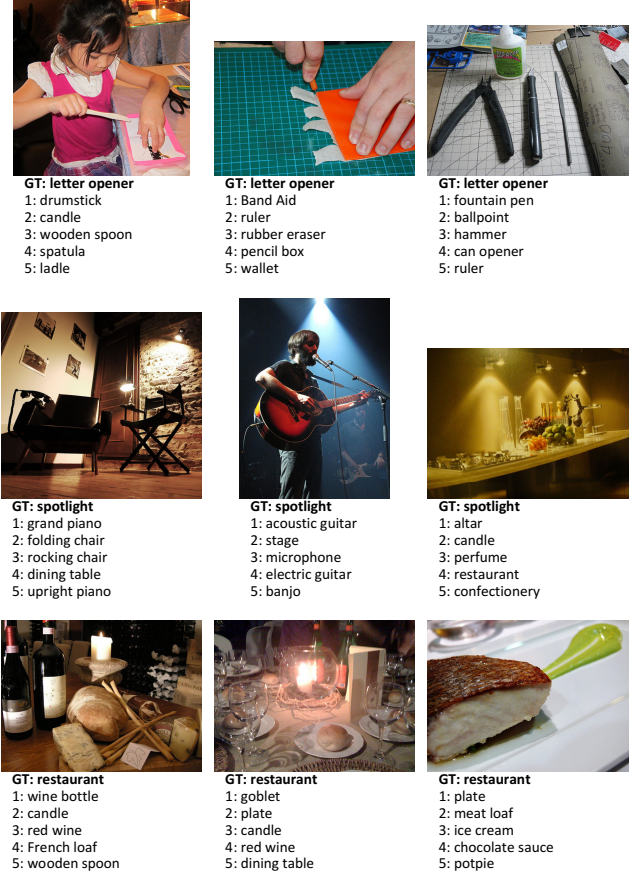 GT: letter opener
1: drumstick
2: candle
3: wooden spoon
4: spatula
5: ladle
GT: letter opener
1: Band Aid
2: ruler
3: rubber eraser
4: pencil box
5: wallet
GT: letter opener
1: fountain pen
2: ballpoint
3: hammer
4: can opener
5: ruler
GT: spotlight
1: grand piano
2: folding chair
3: rocking chair
4: dining table
5: upright piano
GT: spotlight
1: acoustic guitar
2: stage
3: microphone
4: electric guitar
5: banjo
GT: spotlight
1: altar
2: candle
3: perfume
4: restaurant
5: confectionery
GT: restaurant
1: wine bottle
2: candle
3: red wine
4: French loaf
5: wooden spoon
GT: restaurant
1: goblet
2: plate
3: candle
4: red wine
5: dining table
GT: restaurant
1: plate
2: meat loaf
3: ice cream
4: chocolate sauce
5: potpie